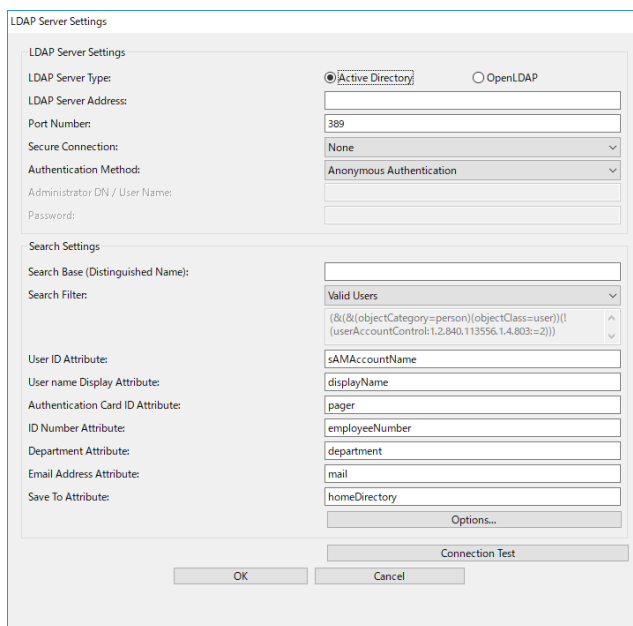 LDAP Server Settings
LDAP Server Settings
LDAP Server Type: Active Directory OpenLDAP
LDAP Server Address:
Port Number: 389
Secure Connection: None
Authentication Method: Anonymous Authentication
Administrator DN / User Name:
Password:
Search Settings
Search Base (Distinguished Name):
Search Filter: Valid Users
(&(&(objectCategory=person)(objectClass=user))(!
(userAccountControl:1.2.840.113556.1.4.803:=2)))
User ID Attribute: sAMAccountName
User name Display Attribute: displayName
Authentication Card ID Attribute: pager
ID Number Attribute: employeeNumber
Department Attribute: department
Email Address Attribute: mail
Save To Attribute: homeDirectory
Options...
Connection Test
OK Cancel